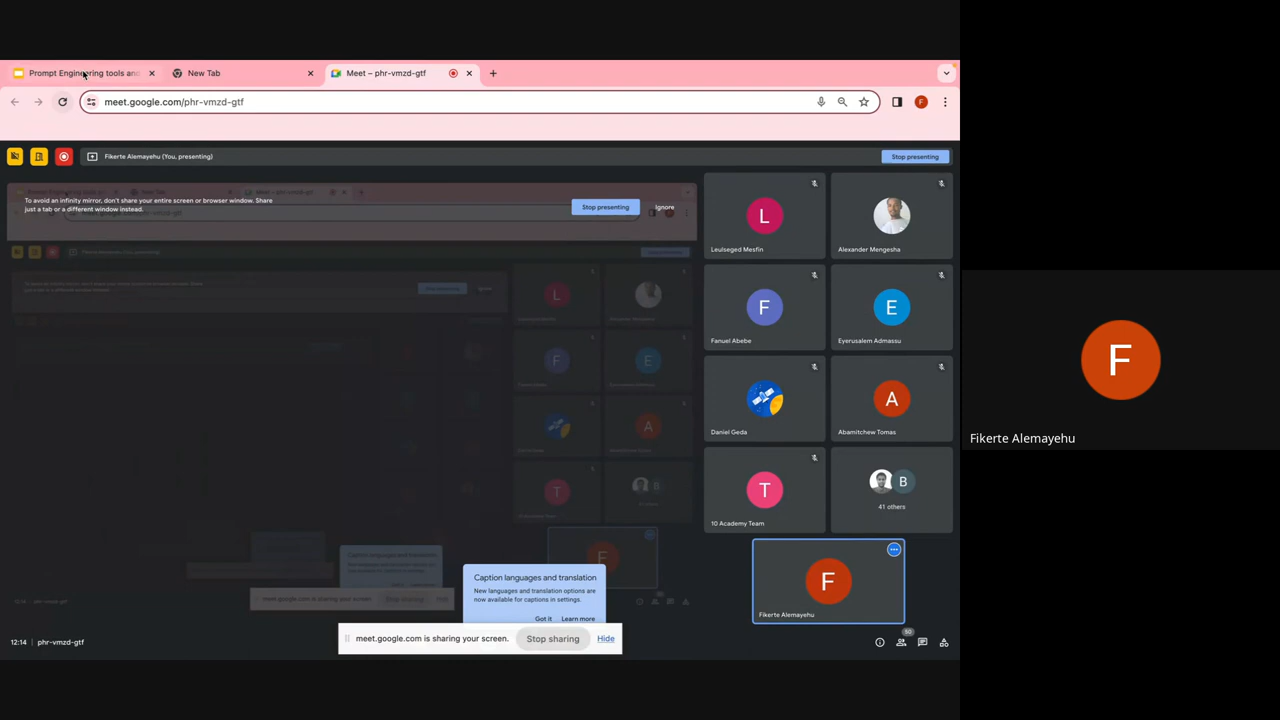 Prompt Engineering tools and
New Tab
Meet – phr-vmzd-gtf
meet.google.com/phr-vmzd-gtf
F
Fikerte Alemayehu (You, presenting)
Stop presenting
To avoid an infinity mirror, don't share your entire screen or browser window. Share
just a tab or a different window instead.
Stop presenting
Ignore
L
Leulseged Mesfin
Alexander Mengesha
F
Fanuel Abebe
E
Eyerusalem Admassu
Daniel Geda
A
Abamitchew Tomas
T
10 Academy Team
B
41 others
F
Fikerte Alemayehu
Caption languages and translation
New languages and translation options are
now available for captions in settings.
Got it
Learn more
meet.google.com is sharing your screen.
Stop sharing
Hide
12:14
phr-vmzd-gtf
50
F
Fikerte Alemayehu